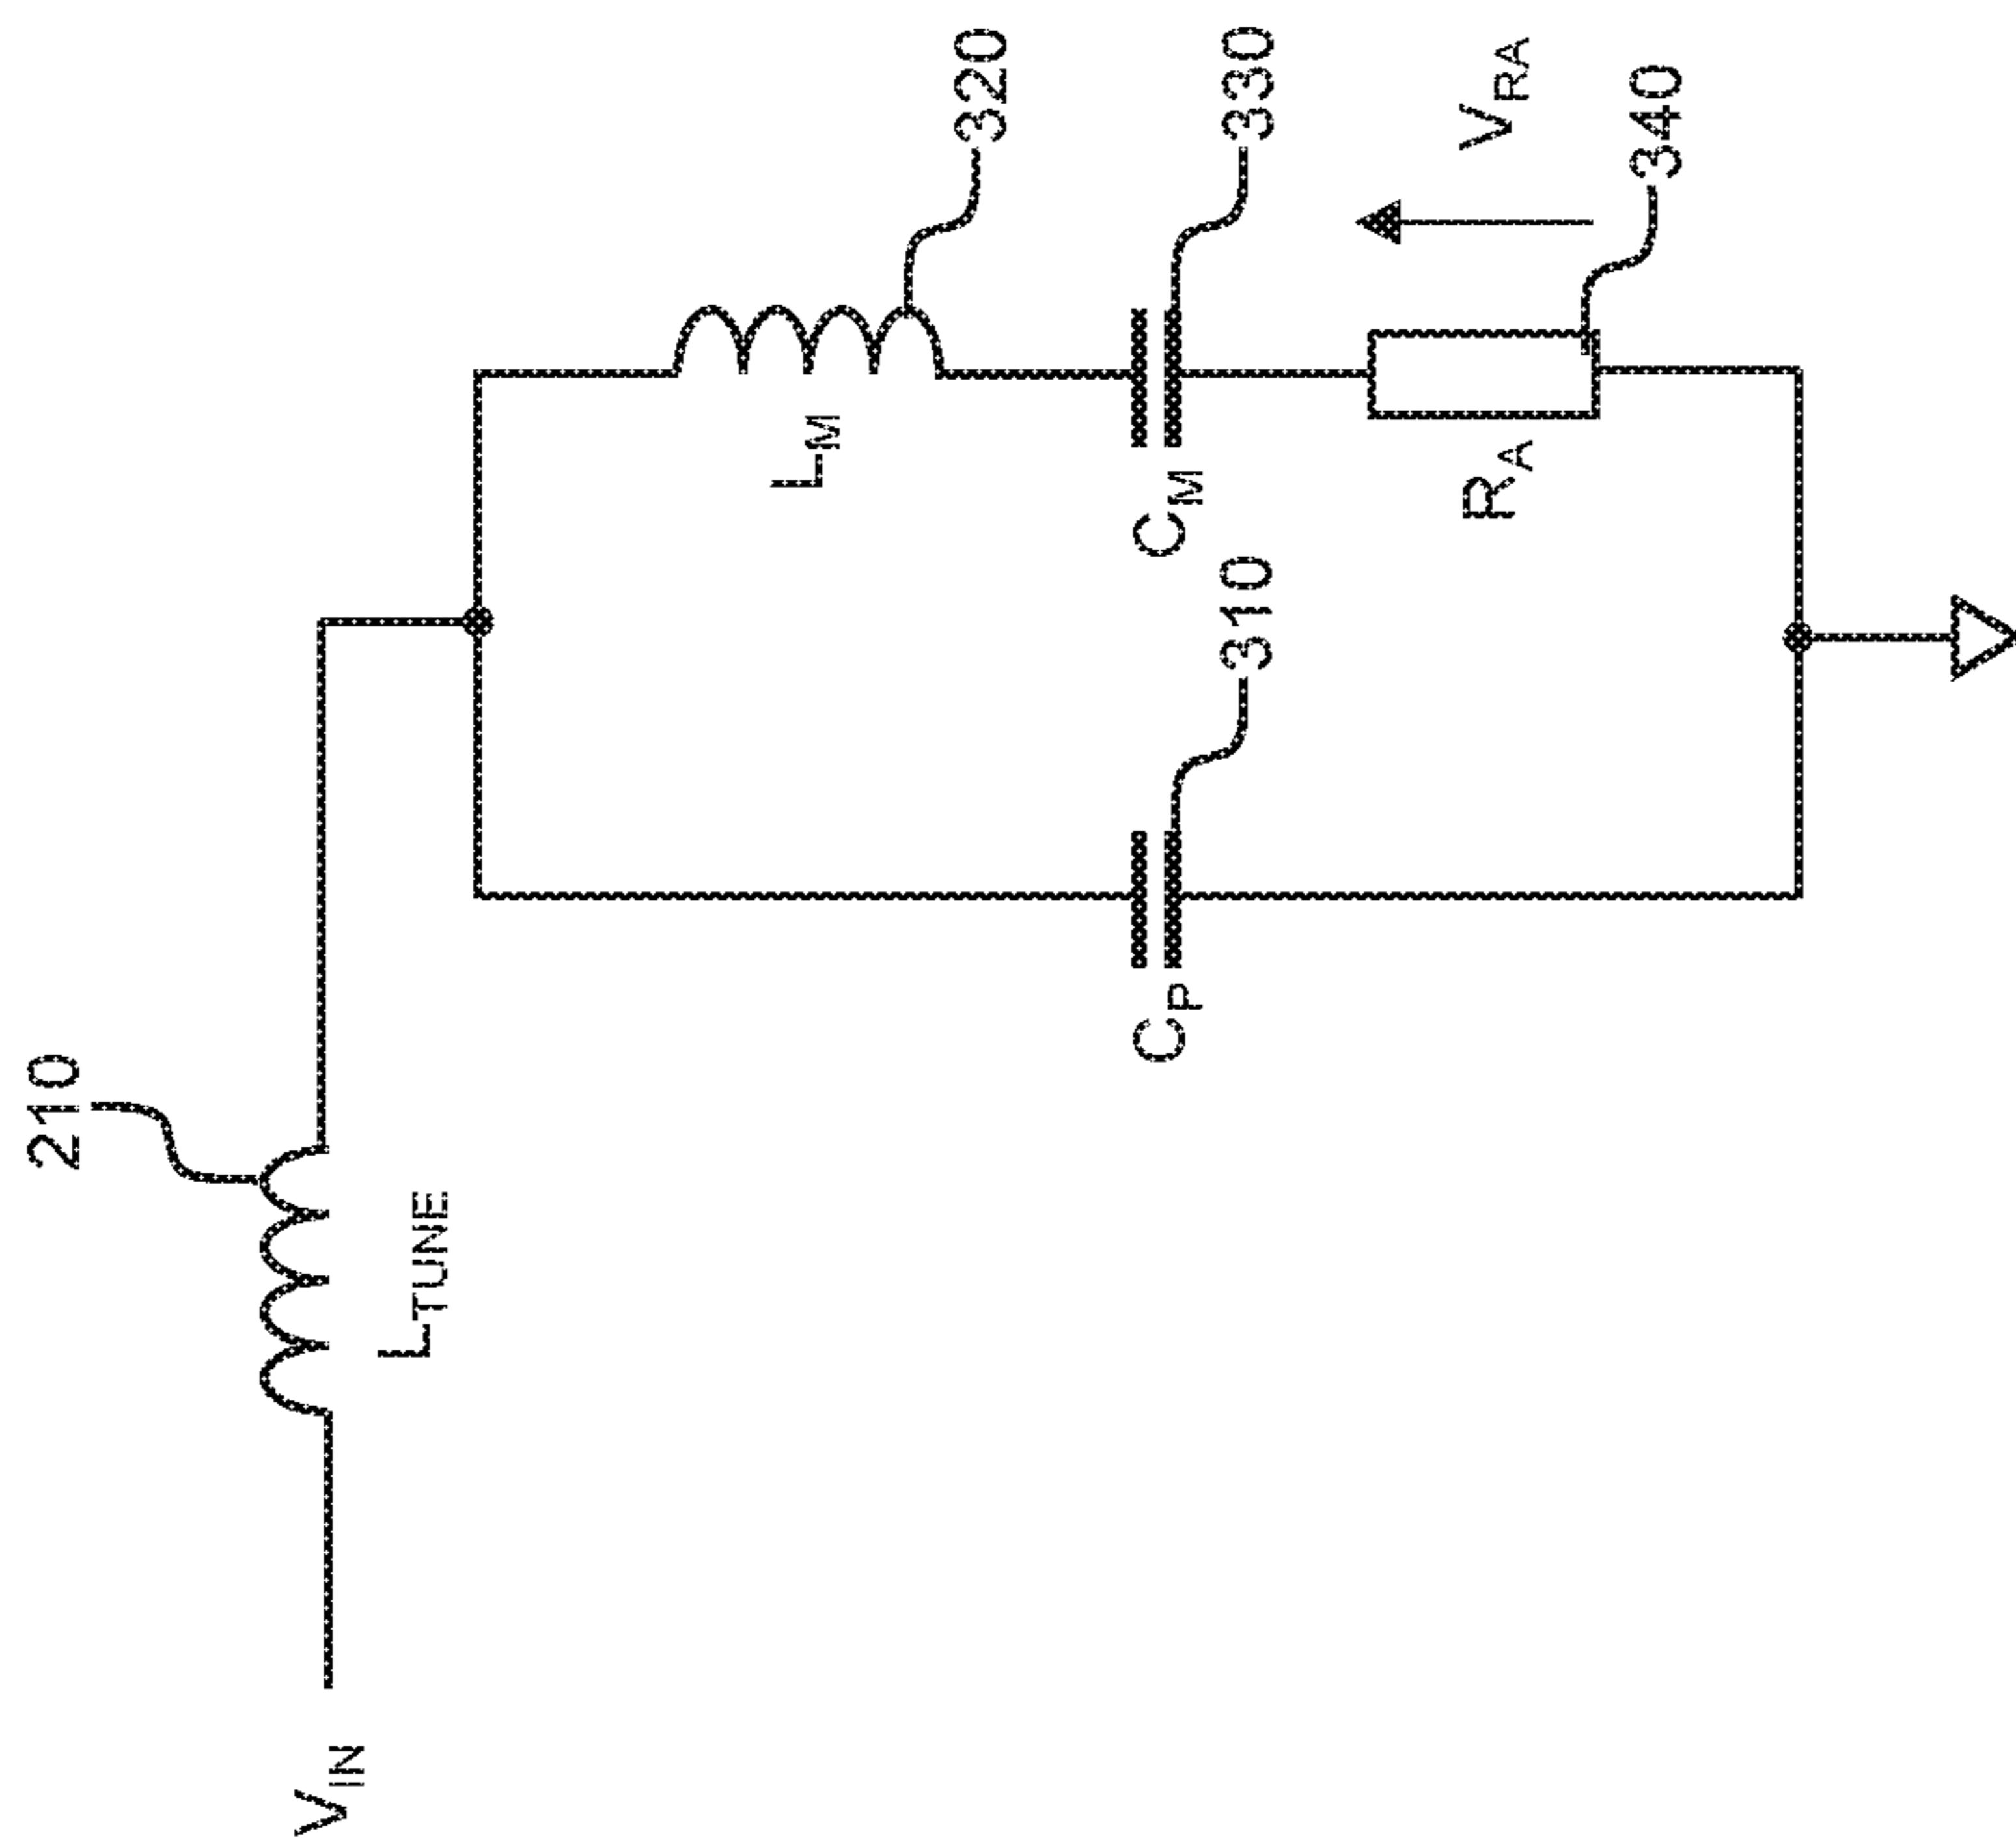 210
V_IN
L_TUNE
C_P
310
L_M
320
C_M
330
R_A
V_RA
340